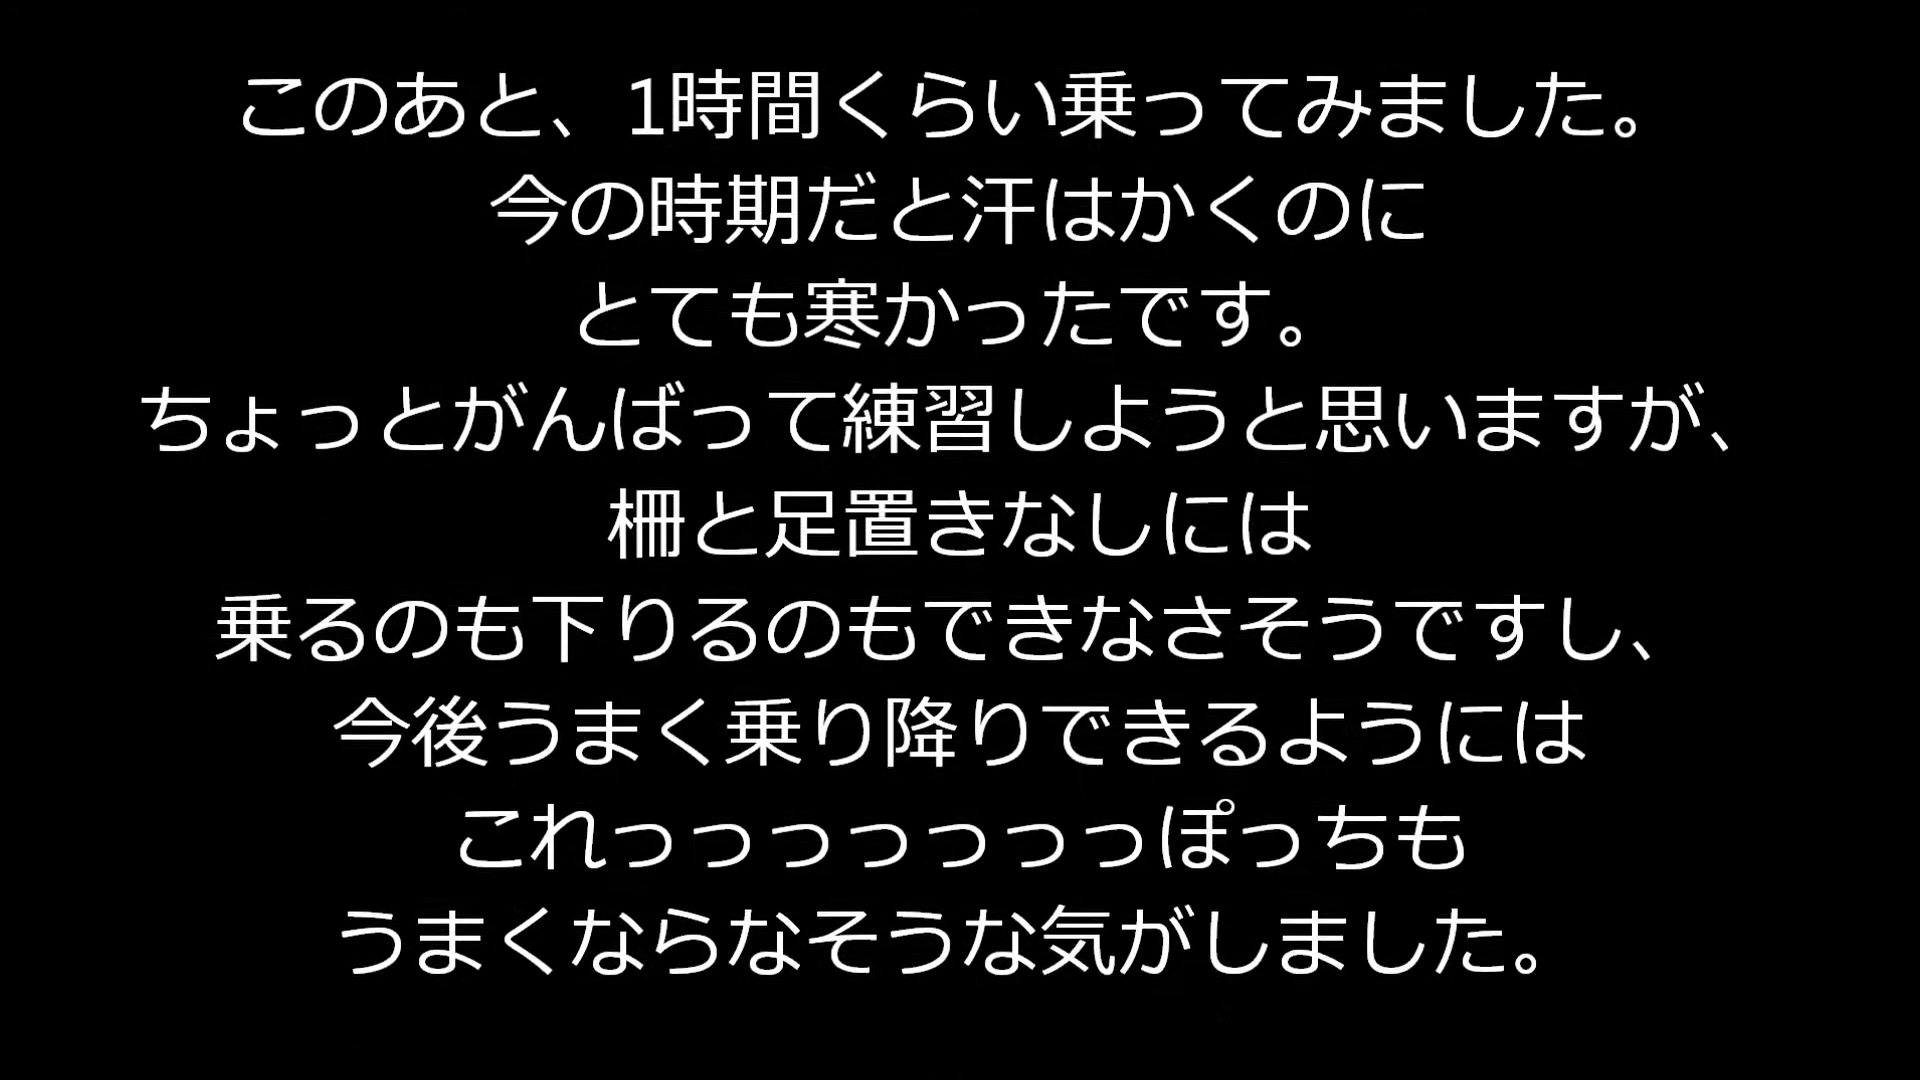 このあと、1時間くらい乗ってみました。
今の時期だと汗はかくのに
とても寒かったです。
ちょっとがんばって練習しようと思いますが、
柵と足置きなしには
乗るのも下りるのもできなさそうですし、
今後うまく乗り降りできるようには
これっっっっっっっぽっちも
うまくならなそうな気がしました。